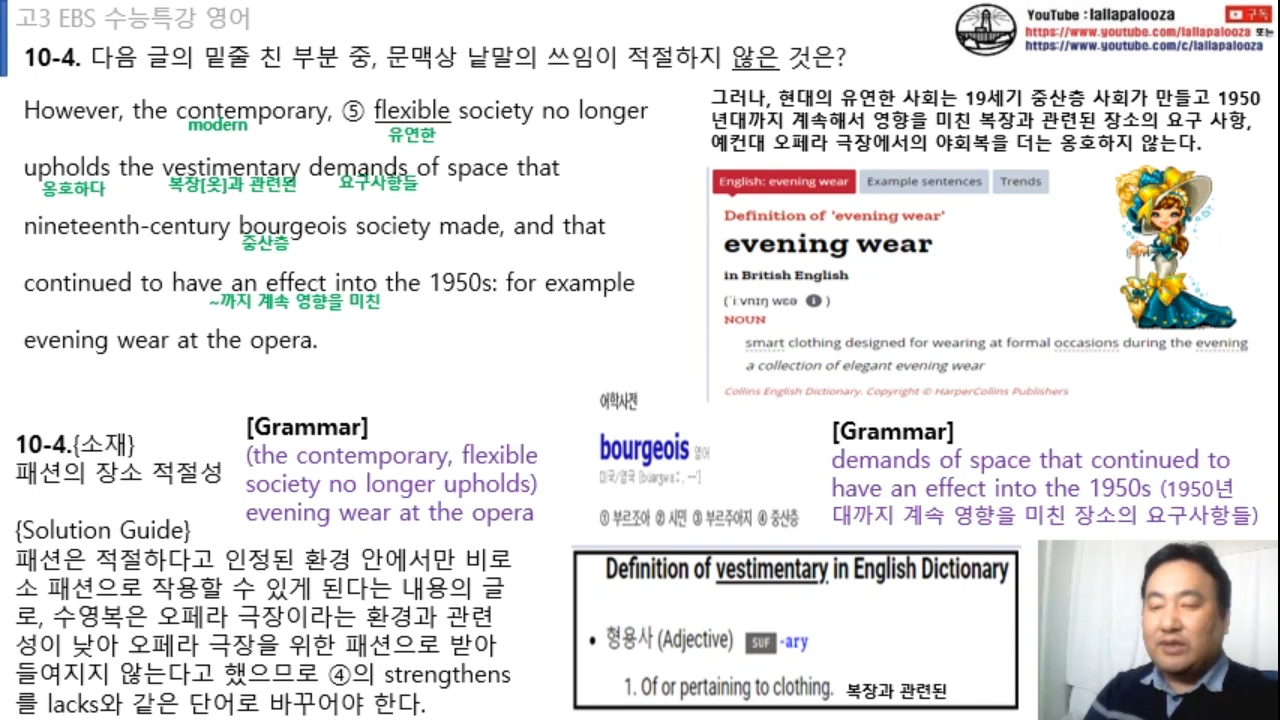 고3 EBS 수능특강 영어
YouTube : lallapalooza
구독
https://www.youtube.com/lallapalooza 또는
https://www.youtube.com/c/lallapalooza
10-4. 다음 글의 밑줄 친 부분 중, 문맥상 낱말의 쓰임이 적절하지 않은 것은?
However, the contemporary, ⑤ flexible society no longer
modern
유연한
upholds the vestimentary demands of space that
옹호하다
복장[옷]과 관련된
요구사항들
nineteenth-century bourgeois society made, and that
중산층
continued to have an effect into the 1950s: for example
~까지 계속 영향을 미친
evening wear at the opera.
그러나, 현대의 유연한 사회는 19세기 중산층 사회가 만들고 1950
년대까지 계속해서 영향을 미친 복장과 관련된 장소의 요구 사항,
예컨대 오페라 극장에서의 야회복을 더는 옹호하지 않는다.
English: evening wear
Example sentences
Trends
Definition of 'evening wear'
evening wear
in British English
(ˈiːvnɪŋ wɛə )
NOUN
smart clothing designed for wearing at formal occasions during the evening
a collection of elegant evening wear
Collins English Dictionary. Copyright © HarperCollins Publishers
10-4.{소재}
패션의 장소 적절성
[Grammar]
(the contemporary, flexible
society no longer upholds)
evening wear at the opera
어학사전
bourgeois 영어
미국/영국
① 부르조아 ② 시민 ③ 부르주아지 ④ 중산층
[Grammar]
demands of space that continued to
have an effect into the 1950s (1950년
대까지 계속 영향을 미친 장소의 요구사항들)
{Solution Guide}
패션은 적절하다고 인정된 환경 안에서만 비로
소 패션으로 작용할 수 있게 된다는 내용의 글
로, 수영복은 오페라 극장이라는 환경과 관련
성이 낮아 오페라 극장을 위한 패션으로 받아
들여지지 않는다고 했으므로 ④의 strengthens
를 lacks와 같은 단어로 바꾸어야 한다.
Definition of vestimentary in English Dictionary
• 형용사 (Adjective) SUF -ary
1. Of or pertaining to clothing. 복장과 관련된